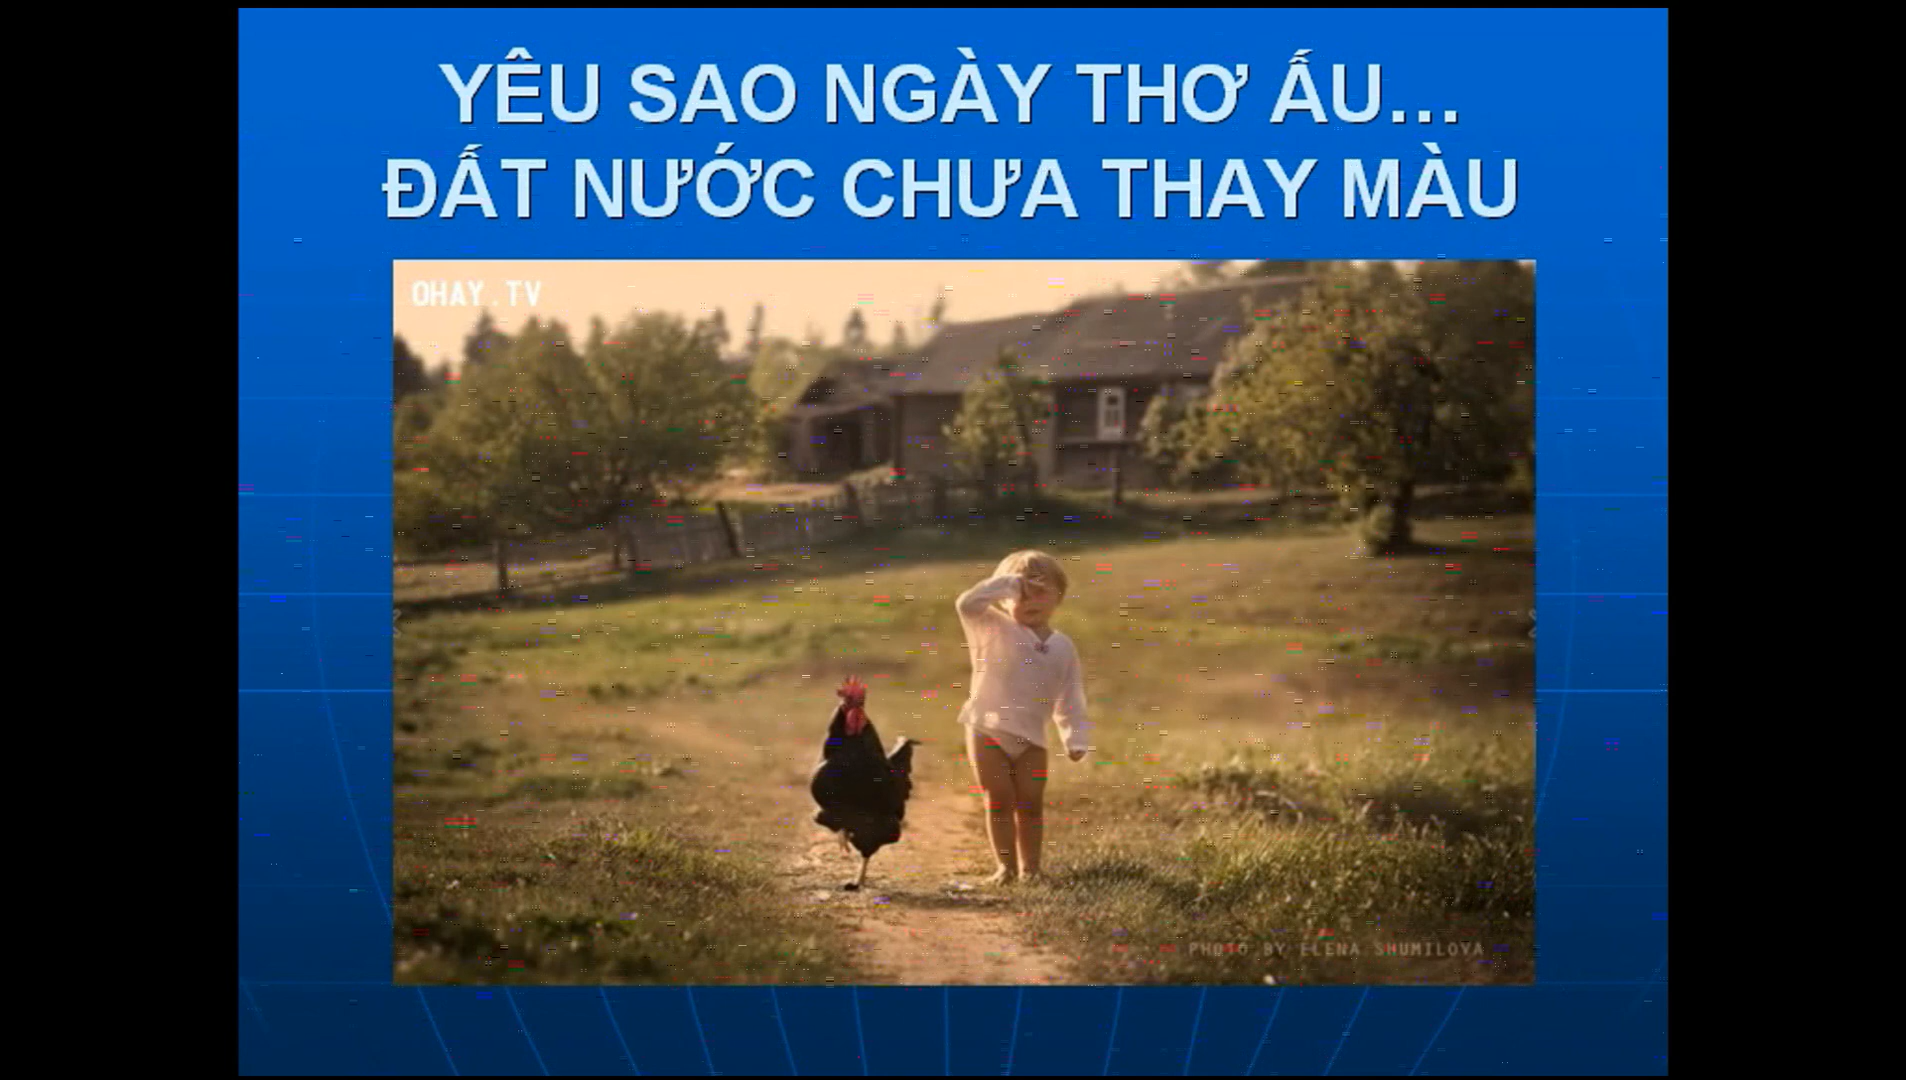 YÊU SAO NGÀY THƠ ẤU...
ĐẤT NƯỚC CHƯA THAY MÀU
OHAY.TV
PHOTO BY ELENA SHUMILOVA